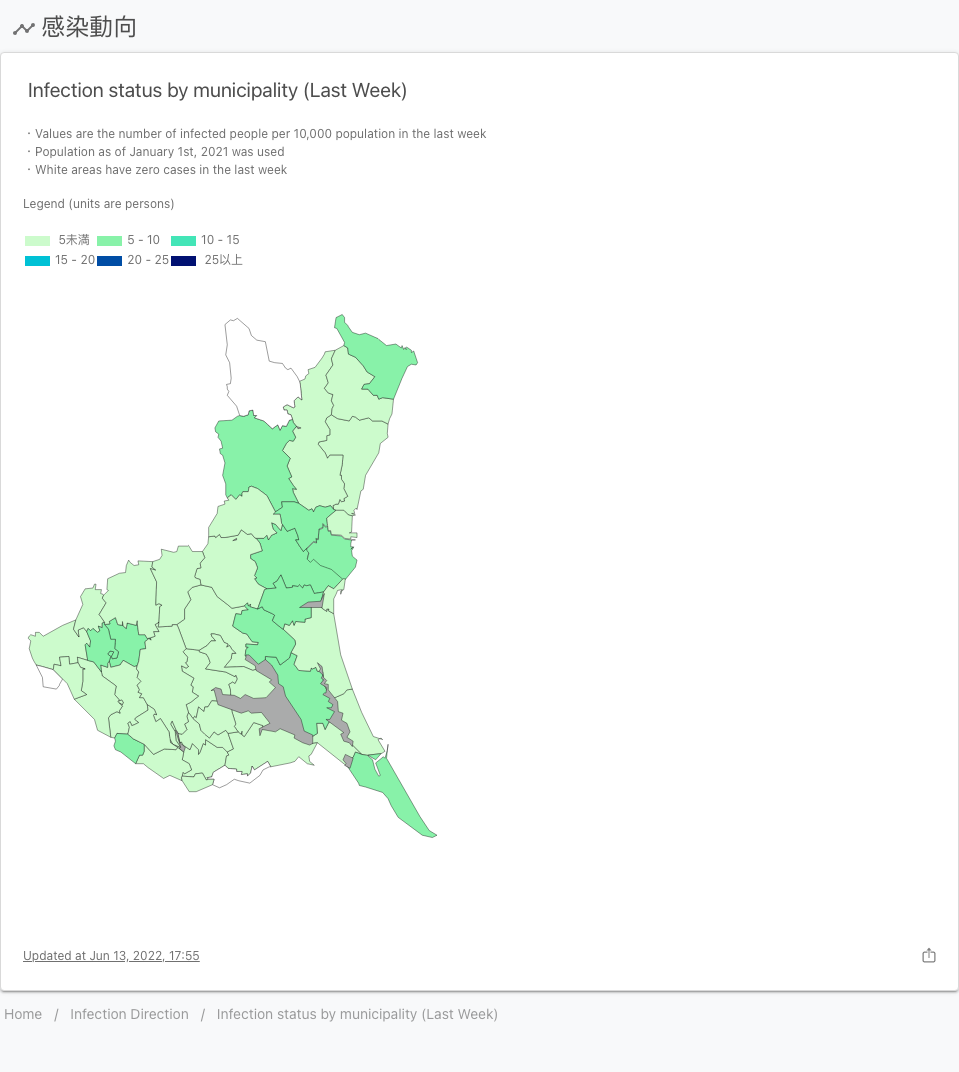 感染動向
Infection status by municipality (Last Week)
・Values are the number of infected people per 10,000 population in the last week
・Population as of January 1st, 2021 was used
・White areas have zero cases in the last week
Legend (units are persons)
5未満 5 - 10 10 - 15
15 - 20 20 - 25 25以上
Updated at Jun 13, 2022, 17:55
Home / Infection Direction / Infection status by municipality (Last Week)